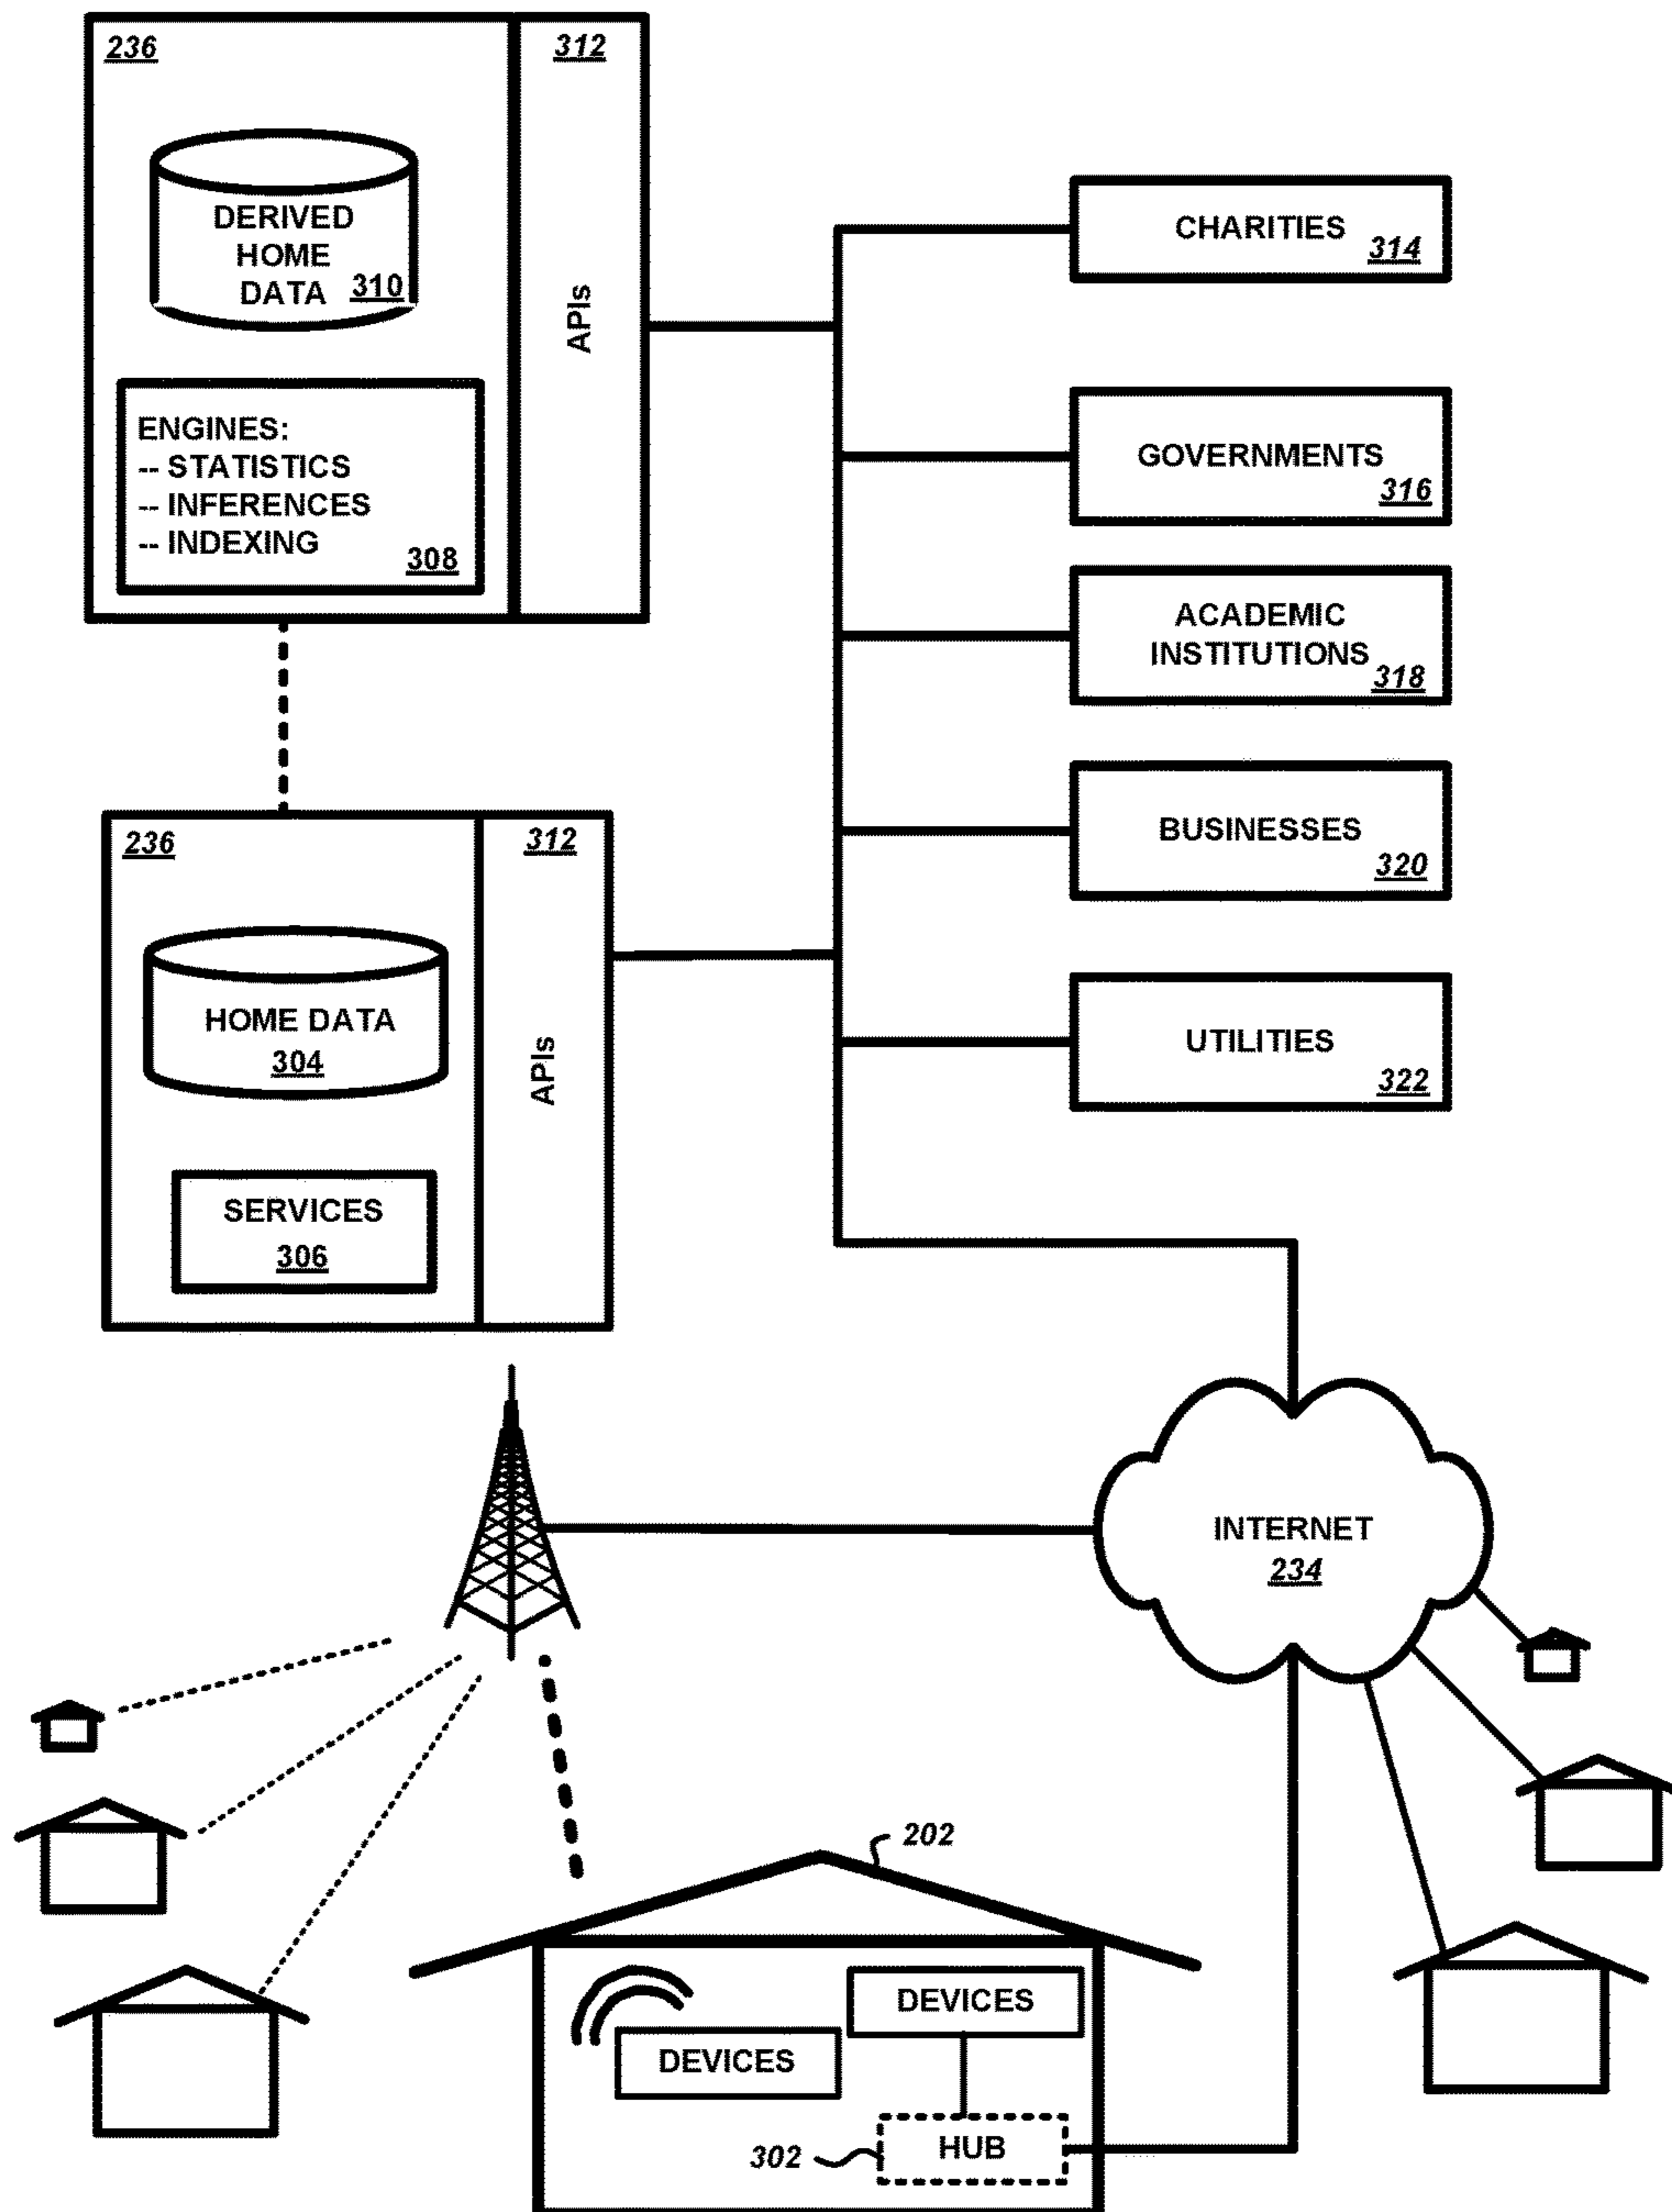 236
312
DERIVED
HOME
DATA 310
APIs
ENGINES:
-- STATISTICS
-- INFERENCES
-- INDEXING
308
CHARITIES
314
GOVERNMENTS
316
ACADEMIC
INSTITUTIONS
318
BUSINESSES
320
UTILITIES
322
236
312
HOME DATA
304
APIs
SERVICES
306
INTERNET
234
202
DEVICES
DEVICES
HUB
302